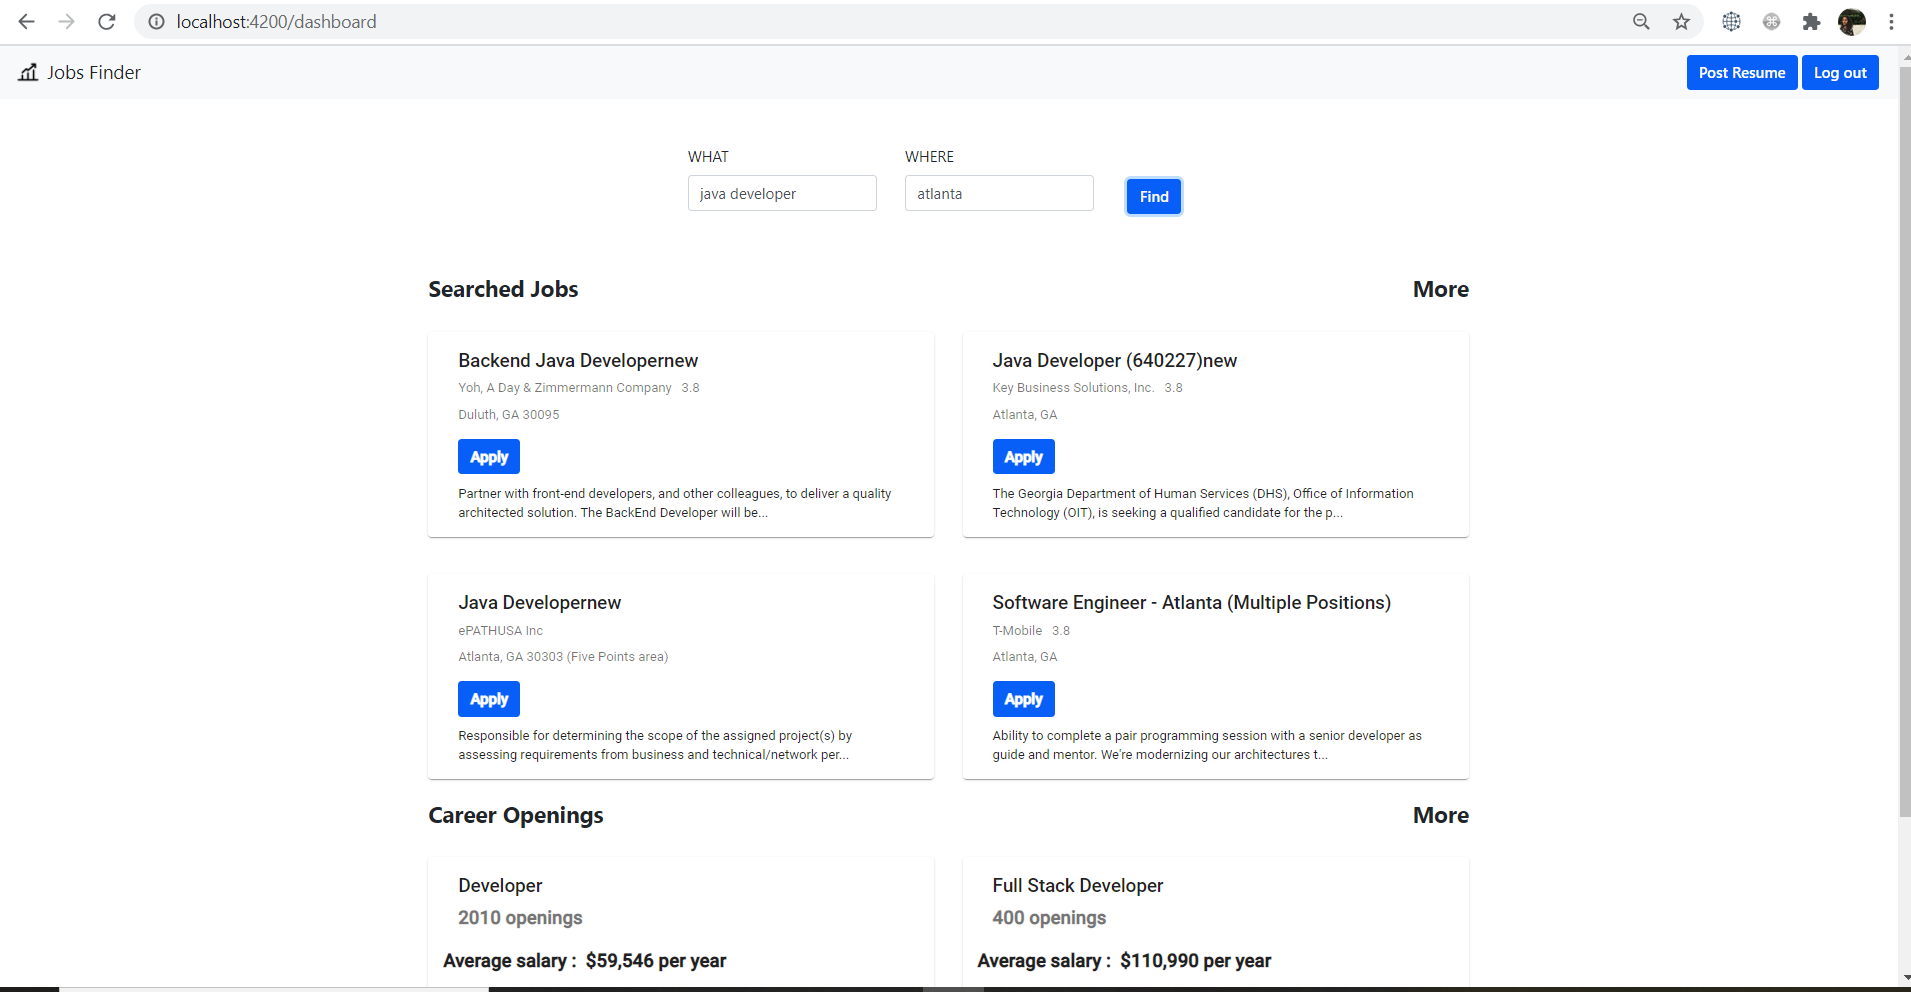 localhost:4200/dashboard
Jobs Finder
Post Resume
Log out
WHAT
WHERE
java developer
atlanta
Find
Searched Jobs
More
Backend Java Developernew
Yoh, A Day & Zimmermann Company 3.8
Duluth, GA 30095
Apply
Partner with front-end developers, and other colleagues, to deliver a quality
architected solution. The BackEnd Developer will be...
Java Developer (640227)new
Key Business Solutions, Inc. 3.8
Atlanta, GA
Apply
The Georgia Department of Human Services (DHS), Office of Information
Technology (OIT), is seeking a qualified candidate for the p...
Java Developernew
ePATHUSA Inc
Atlanta, GA 30303 (Five Points area)
Apply
Responsible for determining the scope of the assigned project(s) by
assessing requirements from business and technical/network per...
Software Engineer - Atlanta (Multiple Positions)
T-Mobile 3.8
Atlanta, GA
Apply
Ability to complete a pair programming session with a senior developer as
guide and mentor. We're modernizing our architectures t...
Career Openings
More
Developer
2010 openings
Average salary : $59,546 per year
Full Stack Developer
400 openings
Average salary : $110,990 per year